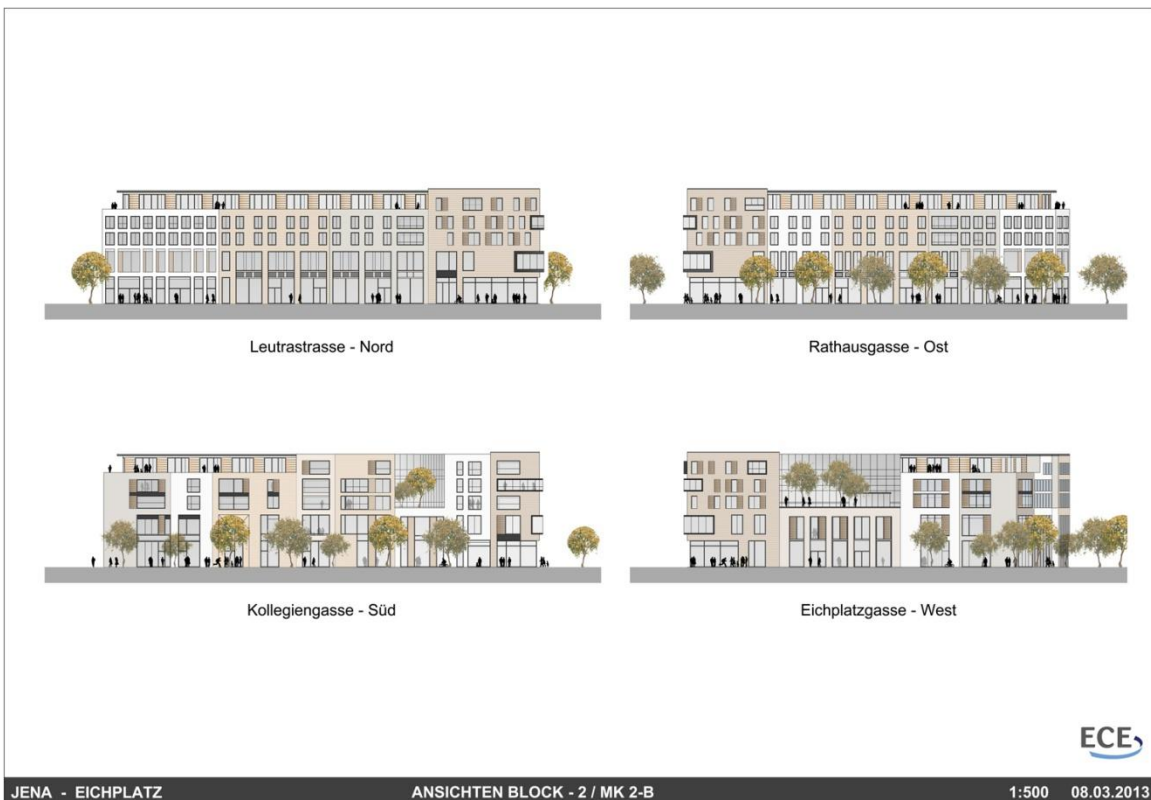 Leutrastrasse - Nord
Rathausgasse - Ost
Kollegiengasse - Süd
Eichplatzgasse - West
ECE
JENA - EICHPLATZ ANSICHTEN BLOCK - 2 / MK 2-B 1:500 08.03.2013